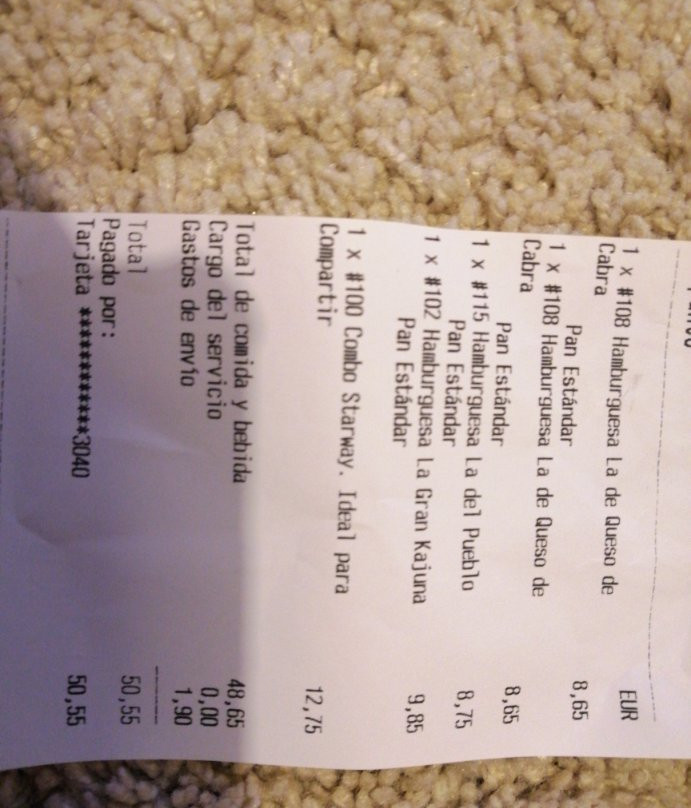 EUR
1 x #108 Hamburguesa La de Queso de
Cabra
Pan Estándar 8,65
1 x #108 Hamburguesa La de Queso de
Cabra
Pan Estándar 8,65
1 x #115 Hamburguesa La del Pueblo
Pan Estándar 8,75
1 x #102 Hamburguesa La Gran Kajuna
Pan Estándar 9,85
1 x #100 Combo Starway. Ideal para
Compartir 12,75
Total de comida y bebida 48,65
Cargo del servicio 0,00
Gastos de envío 1,90
Total 50,55
Pagado por:
Tarjeta ************3040 50,55